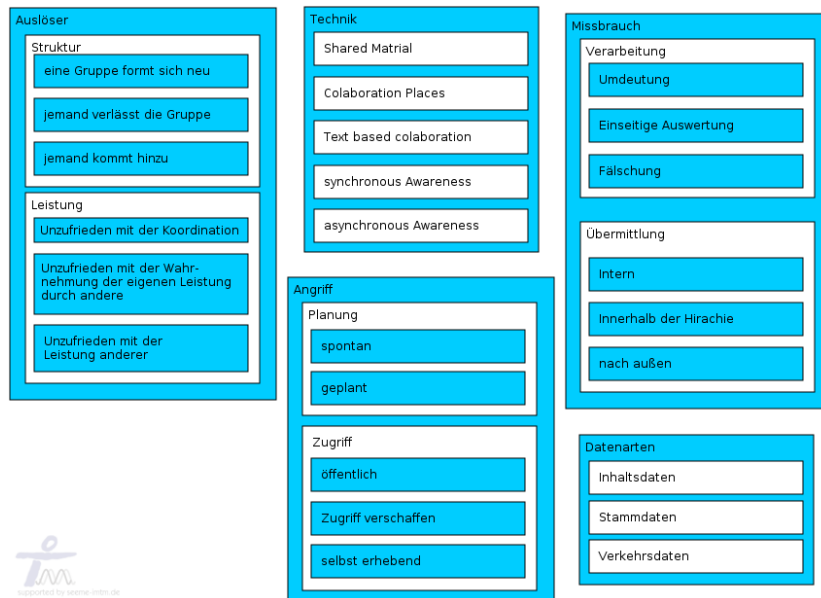 Auslöser
Struktur
eine Gruppe formt sich neu
jemand verlässt die Gruppe
jemand kommt hinzu
Leistung
Unzufrieden mit der Koordination
Unzufrieden mit der Wahr-
nehmung der eigenen Leistung
durch andere
Unzufrieden mit der
Leistung anderer
Technik
Shared Matrial
Colaboration Places
Text based colaboration
synchronous Awareness
asynchronous Awareness
Angriff
Planung
spontan
geplant
Zugriff
öffentlich
Zugriff verschaffen
selbst erhebend
Missbrauch
Verarbeitung
Umdeutung
Einseitige Auswertung
Fälschung
Übermittlung
Intern
Innerhalb der Hirachie
nach außen
Datenarten
Inhaltsdaten
Stammdaten
Verkehrsdaten
supported by